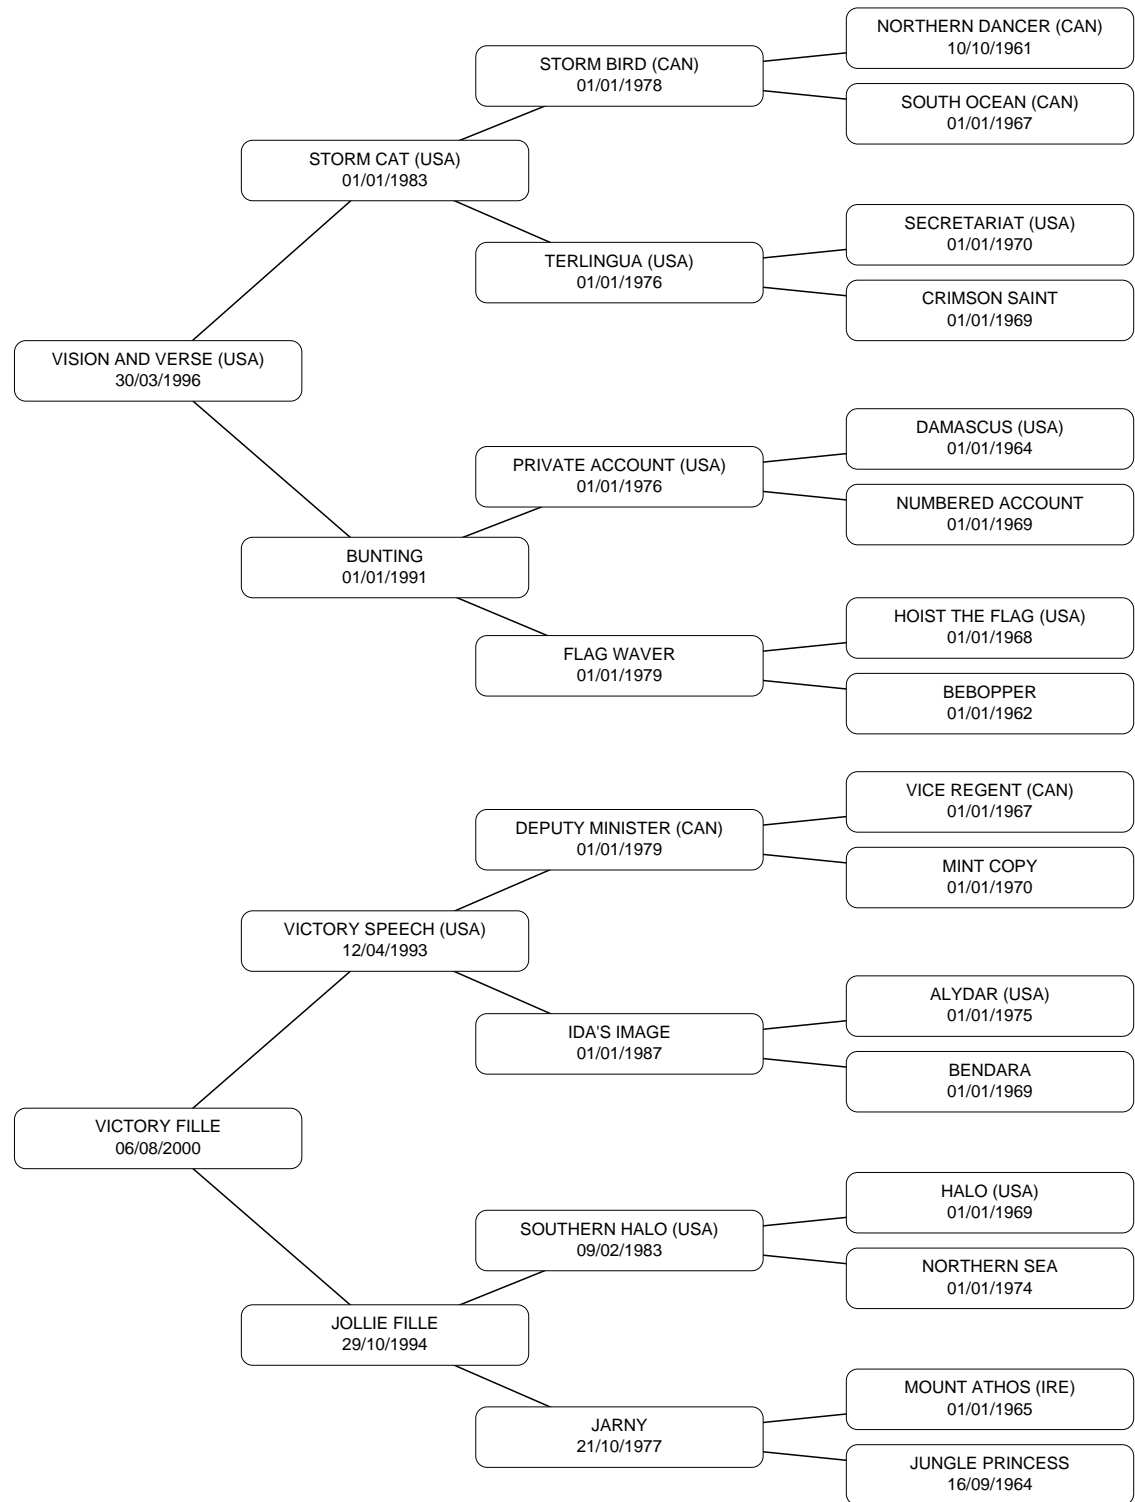 NORTHERN DANCER (CAN)
10/10/1961
STORM BIRD (CAN)
01/01/1978
SOUTH OCEAN (CAN)
01/01/1967
STORM CAT (USA)
01/01/1983
SECRETARIAT (USA)
01/01/1970
TERLINGUA (USA)
01/01/1976
CRIMSON SAINT
01/01/1969
VISION AND VERSE (USA)
30/03/1996
DAMASCUS (USA)
01/01/1964
PRIVATE ACCOUNT (USA)
01/01/1976
NUMBERED ACCOUNT
01/01/1969
BUNTING
01/01/1991
HOIST THE FLAG (USA)
01/01/1968
FLAG WAVER
01/01/1979
BEBOPPER
01/01/1962
VICE REGENT (CAN)
01/01/1967
DEPUTY MINISTER (CAN)
01/01/1979
MINT COPY
01/01/1970
VICTORY SPEECH (USA)
12/04/1993
ALYDAR (USA)
01/01/1975
IDA'S IMAGE
01/01/1987
BENDARA
01/01/1969
VICTORY FILLE
06/08/2000
HALO (USA)
01/01/1969
SOUTHERN HALO (USA)
09/02/1983
NORTHERN SEA
01/01/1974
JOLLIE FILLE
29/10/1994
MOUNT ATHOS (IRE)
01/01/1965
JARNY
21/10/1977
JUNGLE PRINCESS
16/09/1964